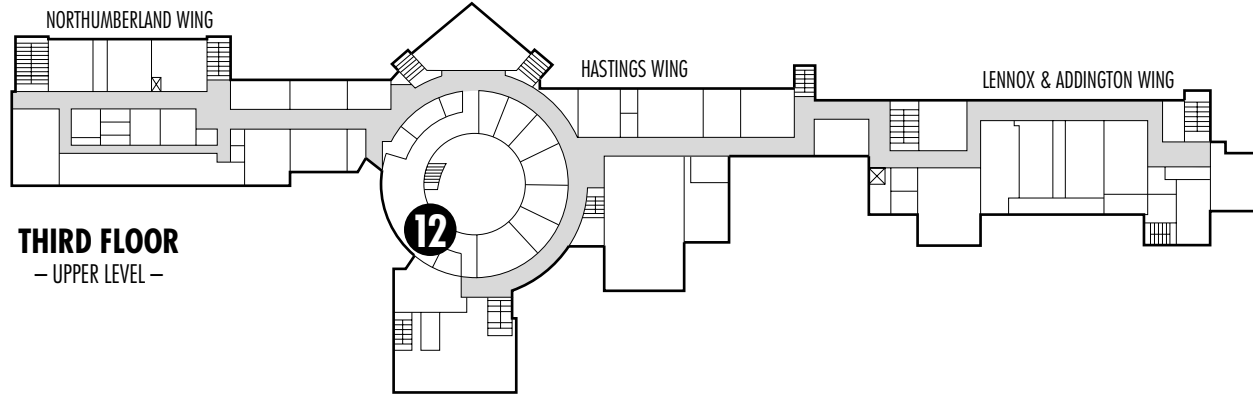 NORTHUMBERLAND WING
HASTINGS WING
LENNOX & ADDINGTON WING
12
THIRD FLOOR
– UPPER LEVEL –